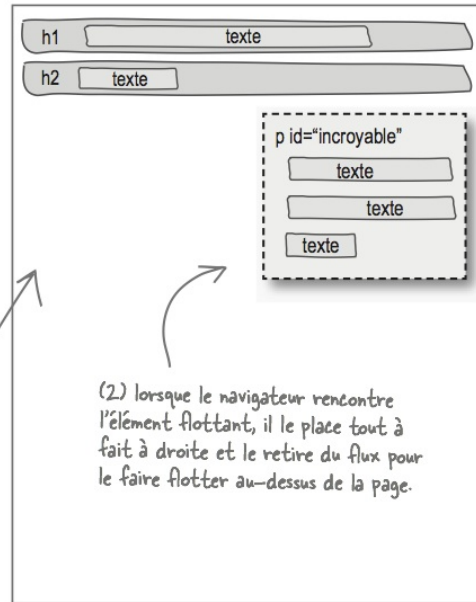 h1 texte
h2 texte
p id=“incroyable”
texte
texte
texte
(2) lorsque le navigateur rencontre
l'élément flottant, il le place tout à
fait à droite et le retire du flux pour
le faire flotter au-dessus de la page.